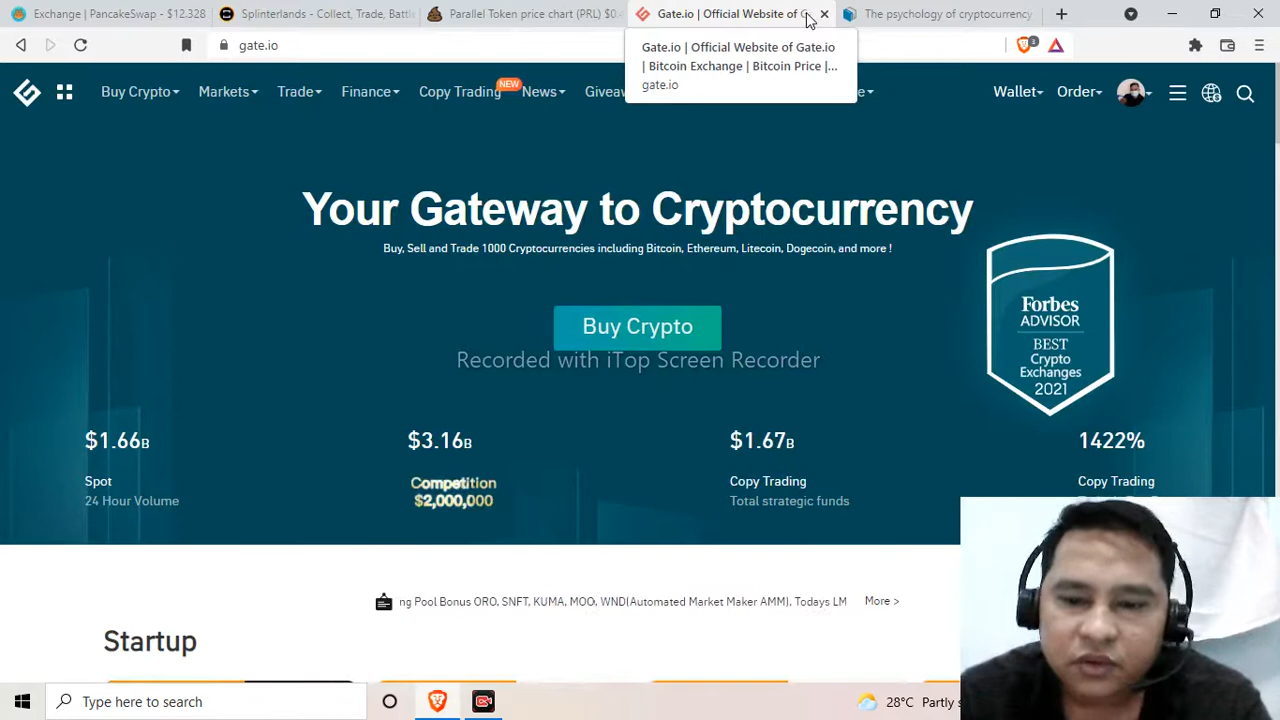 Exchange | PancakeSwap - $12.328
Splinterlands - Collect, Trade, Battl
Parallel Token price chart (PRL) $0.
Gate.io | Official Website of G
The psychology of cryptocurrency
gate.io
3
Gate.io | Official Website of Gate.io
| Bitcoin Exchange | Bitcoin Price |...
gate.io
Buy Crypto
Markets
Trade
Finance
Copy Trading
NEW
News
Giveaw
Wallet
Order
Your Gateway to Cryptocurrency
Buy, Sell and Trade 1000 Cryptocurrencies including Bitcoin, Ethereum, Litecoin, Dogecoin, and more !
Buy Crypto
Recorded with iTop Screen Recorder
Forbes
ADVISOR
BEST
Crypto
Exchanges
2021
$1.66B
$3.16B
$1.67B
1422%
Spot
24 Hour Volume
Competition
$2,000,000
Copy Trading
Total strategic funds
Copy Trading
ng Pool Bonus ORO, SNFT, KUMA, MOO, WND(Automated Market Maker AMM), Todays LM
More >
Startup
Type here to search
28°C
Partly s